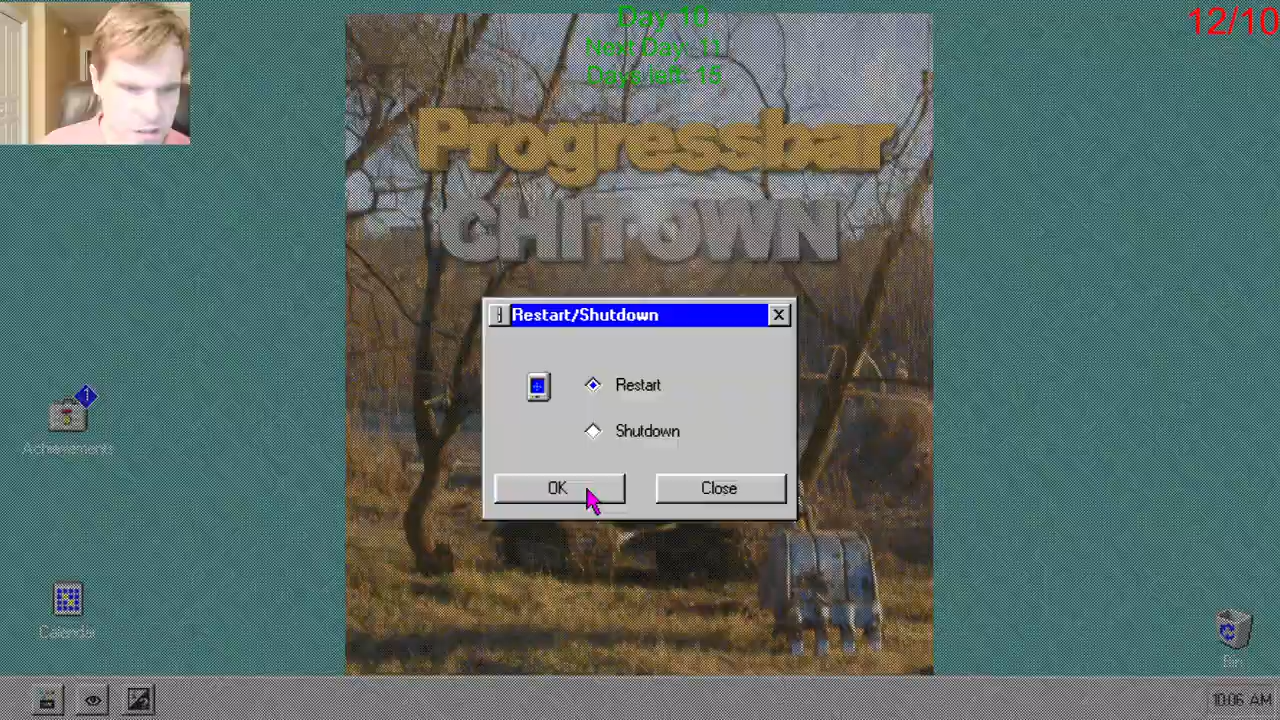 Day 10
Next Day: 11
Days left: 15
12/10
Progressbar
CHITOWN
Restart/Shutdown
Restart
Shutdown
OK
Close
1
Achievements
Calendar
Bin
10:06 AM